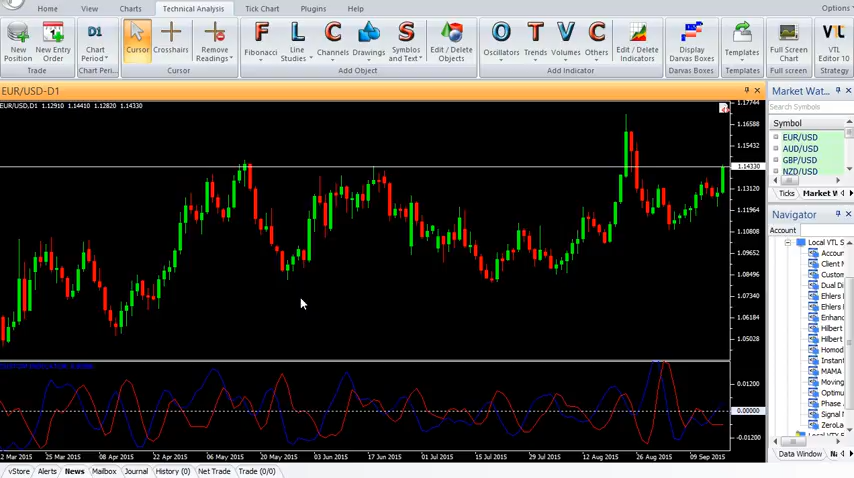 Home Views Charts Technical Analysis Tick Chart Plugins Help Options
New Position
New Entry Order
Chart Period
Cursor
Crosshairs
Remove Readings
Fibonacci
Line Studies
Channels
Drawings
Symbols and Text
Edit / Delete Objects
Oscillators
Trends
Volumes
Others
Edit / Delete Indicators
Display Darvas Boxes
Templates
Full Screen Chart
VTL Editor 10
Trade Chart Peri... Cursor Add Object Add Indicator Darvas Boxes Templates Full screen Strategy
EUR/USD-D1
EUR/USD,D1 1.12910 1.14410 1.12820 1.14330
1.17744
1.16588
1.15432
1.14330
1.13120
1.11964
1.10808
1.09652
1.08496
1.07340
1.06184
1.05028
0.01200
0.00000
-0.01200
25 Mar 2015 08 Apr 2015 22 Apr 2015 06 May 2015 20 May 2015 03 Jun 2015 17 Jun 2015 01 Jul 2015 15 Jul 2015 29 Jul 2015 12 Aug 2015 26 Aug 2015 09 Sep 2015
Market Wat...
Search Symbols
Symbol
EUR/USD
AUD/USD
GBP/USD
NZD/USD
Ticks Market W
Navigator
Account
Local VTL S
Accour
Client M
Custom
Dual Di
Ehlers
Ehlers
Enhanc
Hilbert
Hilbert
Homod
Instant
MAMA
Moving
Optimu
Phase
Signal
ZeroLa
Data Window
vStore Alerts News Mailbox Journal History (0) Net Trade Trade (0/0)